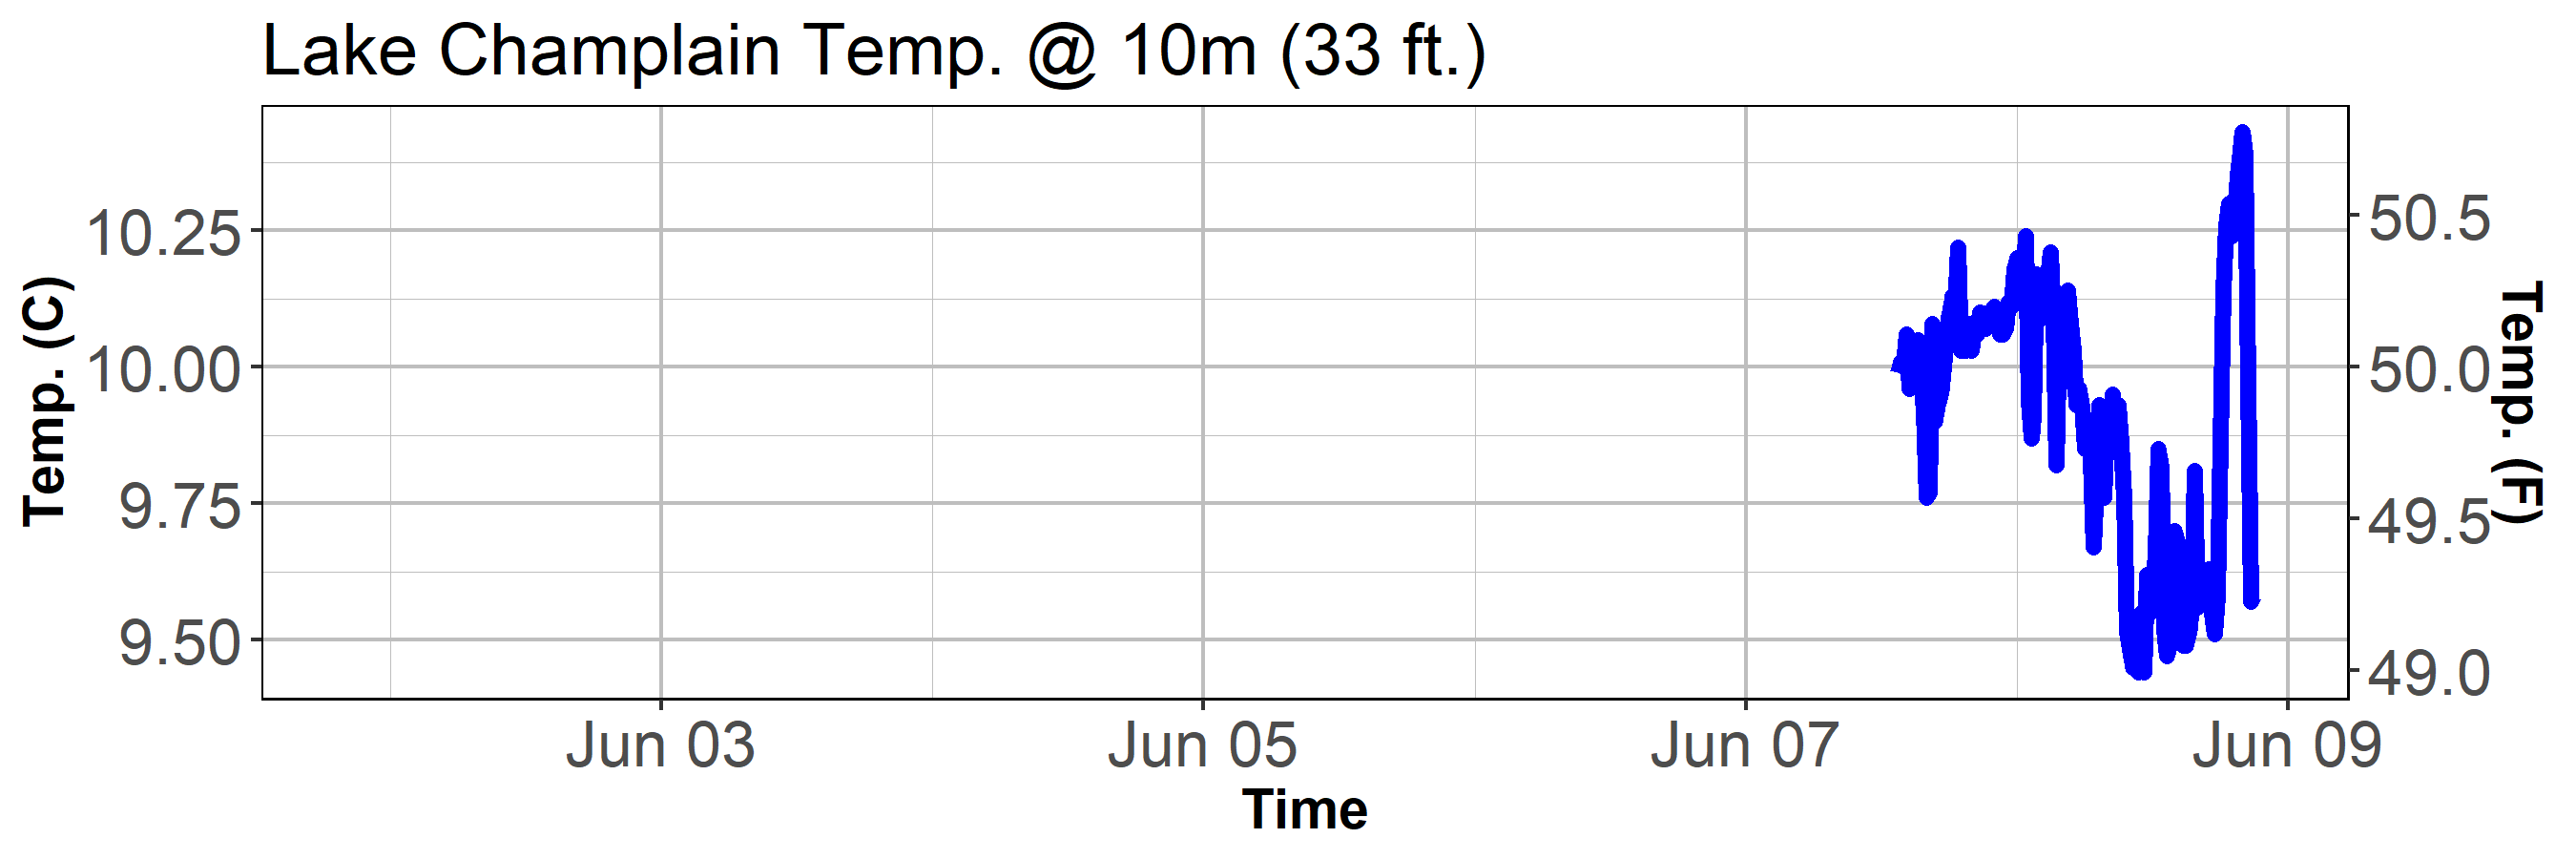 Lake Champlain Temp. @ 10m (33 ft.)
Temp. (C)
10.25
10.00
9.75
9.50
50.5
50.0
49.5
49.0
Temp. (F)
Jun 03 Jun 05 Jun 07 Jun 09
Time